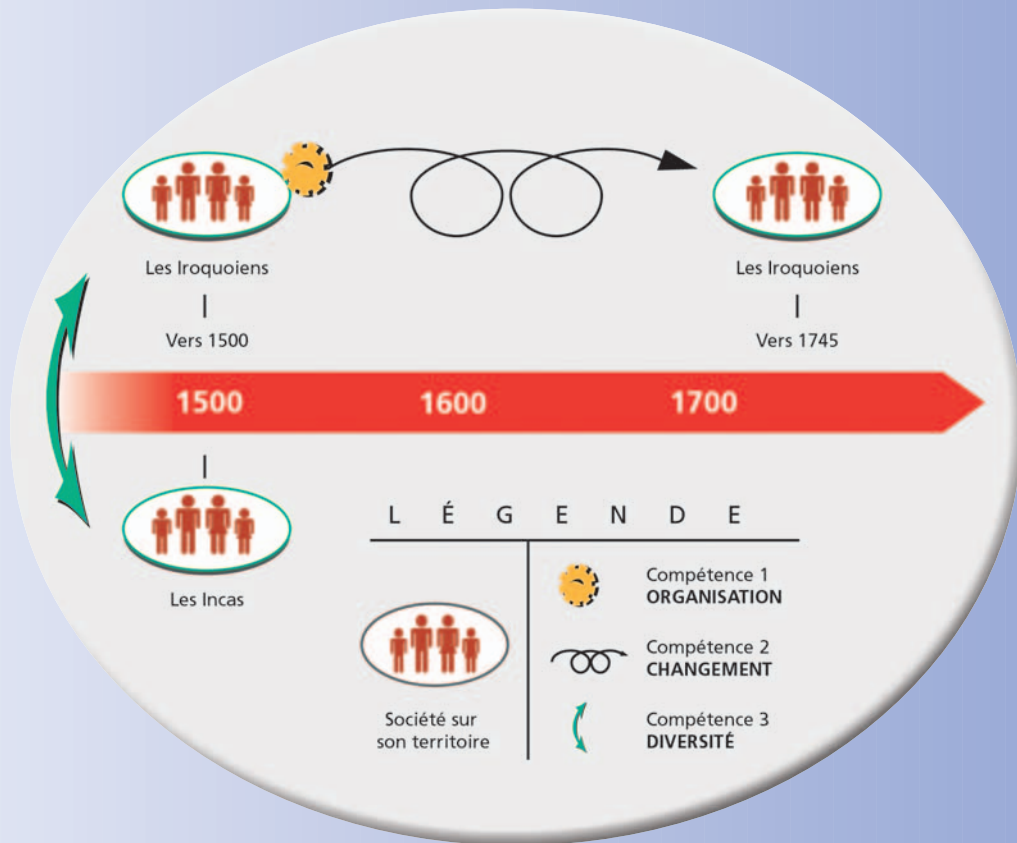 Les Iroquoiens
Les Iroquoiens
Vers 1500
Vers 1745
1500
1600
1700
Les Incas
LÉGENDE
Société sur
son territoire
Compétence 1
ORGANISATION
Compétence 2
CHANGEMENT
Compétence 3
DIVERSITÉ